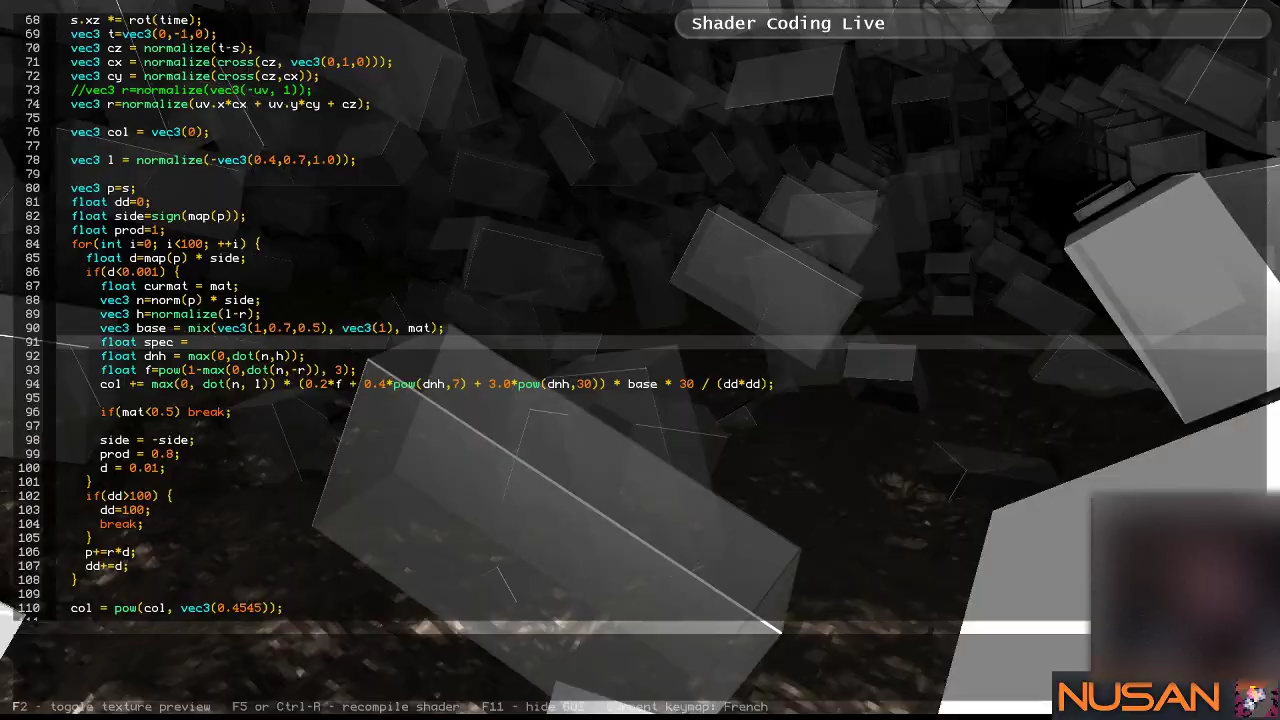 Shader Coding Live
68 s.xz *= rot(time);
69 vec3 t=vec3(0,-1,0);
70 vec3 cz = normalize(t-s);
71 vec3 cx = normalize(cross(cz, vec3(0,1,0)));
72 vec3 cy = normalize(cross(cz,cx));
73 //vec3 r=normalize(vec3(-uv, 1));
74 vec3 r=normalize(uv.x*cx + uv.y*cy + cz);
75
76 vec3 col = vec3(0);
77
78 vec3 l = normalize(-vec3(0.4,0.7,1.0));
79
80 vec3 p=s;
81 float dd=0;
82 float side=sign(map(p));
83 float prod=1;
84 for(int i=0; i<100; ++i) {
85 float d=map(p) * side;
86 if(d<0.001) {
87 float curmat = mat;
88 vec3 n=norm(p) * side;
89 vec3 h=normalize(l-r);
90 vec3 base = mix(vec3(1,0.7,0.5), vec3(1), mat);
91 float spec =
92 float dnh = max(0,dot(n,h));
93 float f=pow(1-max(0,dot(n,-r)), 3);
94 col += max(0, dot(n, l)) * (0.2*f + 0.4*pow(dnh,7) + 3.0*pow(dnh,30)) * base * 30 / (dd*dd);
95
96 if(mat<0.5) break;
97
98 side = -side;
99 prod = 0.8;
100 d = 0.01;
101 }
102 if(dd>100) {
103 dd=100;
104 break;
105 }
106 p+=r*d;
107 dd+=d;
108 }
109
110 col = pow(col, vec3(0.4545));
F2 - toggle texture preview F5 or Ctrl-R - recompile shader F11 - hide GUI Current keymap: French
NUSAN